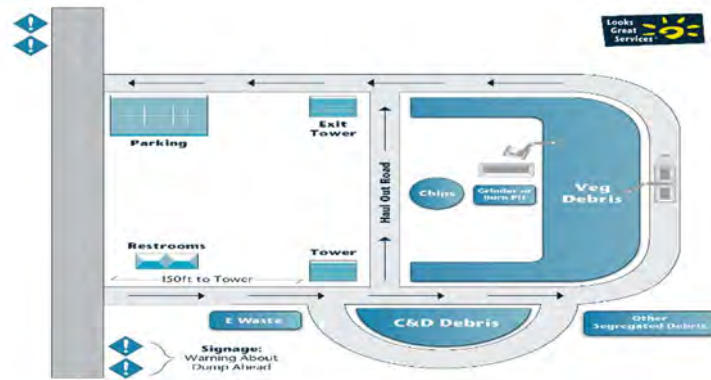 Looks
Great
Services
Parking
Exit
Tower
Haul Out Road
Chips
Grinder or
Burn Pit
Veg
Debris
Restrooms
150ft to Tower
Tower
E Waste
C&D Debris
Other
Segregated Debris
Signage:
Warning About
Dump Ahead